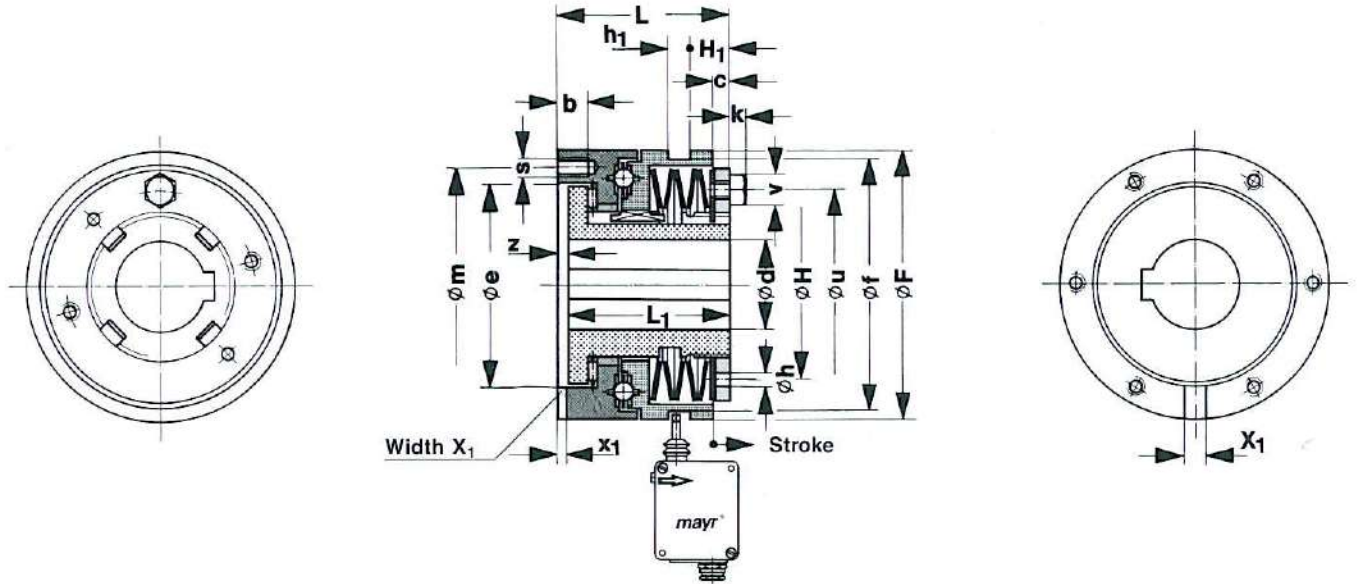 L
h₁
H₁
c
b
k
s
v
z
Øm
Øe
L₁
Ød
ØH
Øu
Øf
ØF
Øh
Width X₁
x₁
Stroke
X₁
mayr®